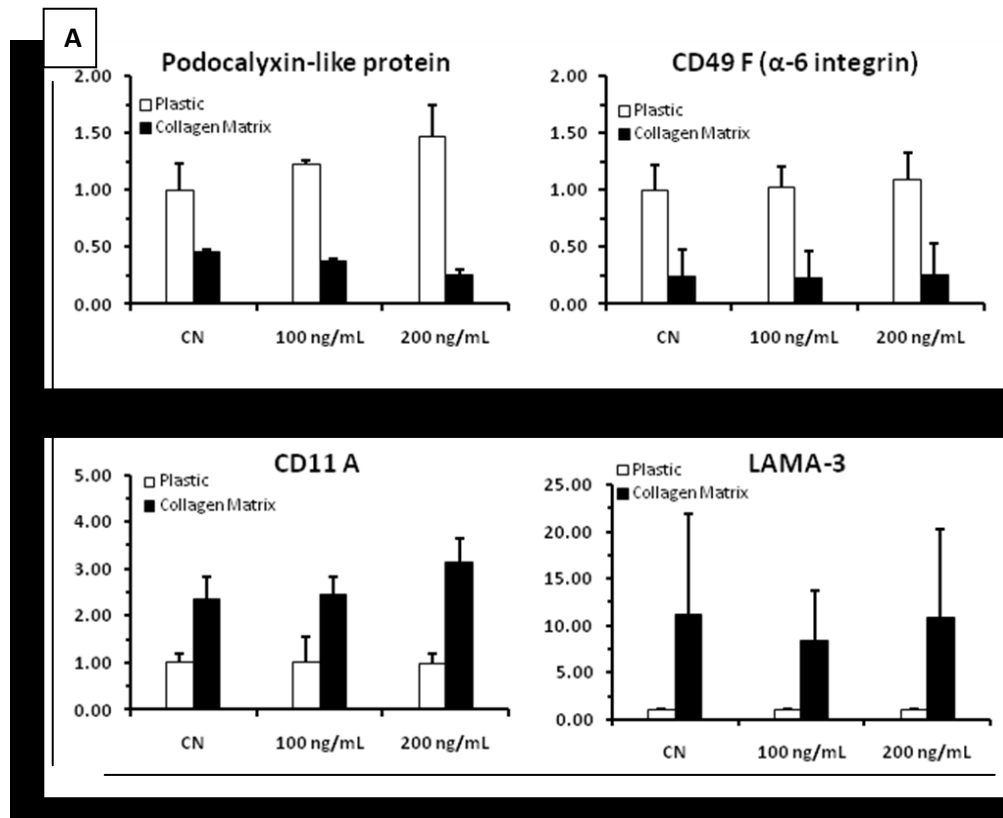 A
Podocalyxin-like protein
2.00
1.50
1.00
0.50
0.00
Plastic
Collagen Matrix
CN 100 ng/mL 200 ng/mL
CD49 F (α-6 integrin)
2.00
1.50
1.00
0.50
0.00
Plastic
Collagen Matrix
CN 100 ng/mL 200 ng/mL
CD11 A
5.00
4.00
3.00
2.00
1.00
0.00
Plastic
Collagen Matrix
CN 100 ng/mL 200 ng/mL
LAMA-3
25.00
20.00
15.00
10.00
5.00
0.00
Plastic
Collagen Matrix
CN 100 ng/mL 200 ng/mL